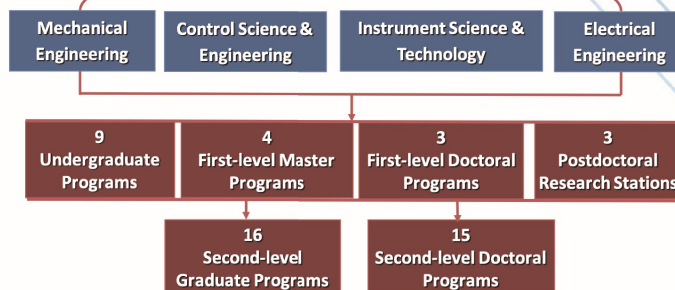 Mechanical
Engineering
Control Science &
Engineering
Instrument Science &
Technology
Electrical
Engineering
9
Undergraduate
Programs
4
First-level Master
Programs
3
First-level Doctoral
Programs
3
Postdoctoral
Research Stations
16
Second-level
Graduate Programs
15
Second-level Doctoral
Programs